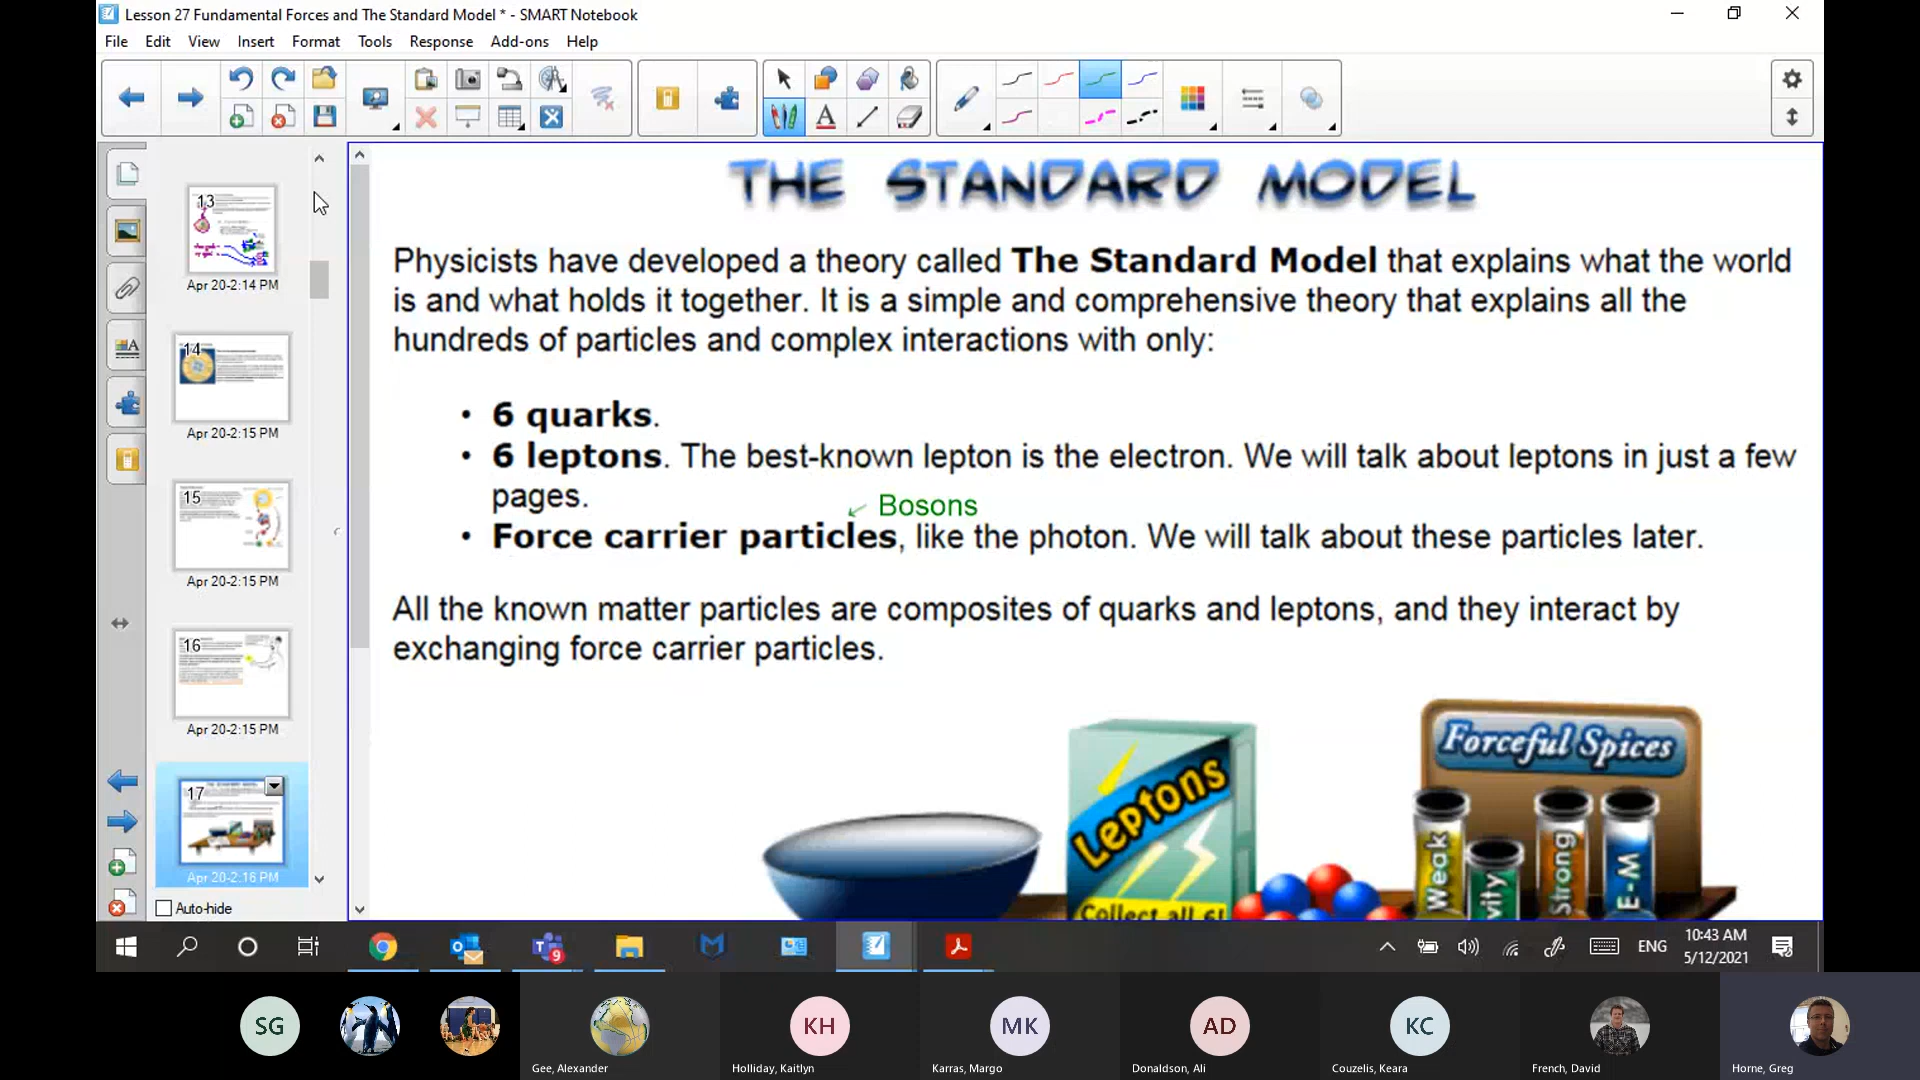 Lesson 27 Fundamental Forces and The Standard Model * - SMART Notebook
File Edit View Insert Format Tools Response Add-ons Help
13
Apr 20-2:14 PM
14
Apr 20-2:15 PM
15
Apr 20-2:15 PM
16
Apr 20-2:15 PM
17
Apr 20-2:16 PM
Auto-hide
THE STANDARD MODEL
Physicists have developed a theory called The Standard Model that explains what the world
is and what holds it together. It is a simple and comprehensive theory that explains all the
hundreds of particles and complex interactions with only:
• 6 quarks.
• 6 leptons. The best-known lepton is the electron. We will talk about leptons in just a few
pages.
Bosons
• Force carrier particles, like the photon. We will talk about these particles later.
All the known matter particles are composites of quarks and leptons, and they interact by
exchanging force carrier particles.
Leptons
Collect all 6!
Forceful Spices
Weak
vity
Strong
E-M
9
ENG
10:43 AM
5/12/2021
SG
KH
MK
AD
KC
Gee, Alexander
Holliday, Kaitlyn
Karras, Margo
Donaldson, Ali
Couzelis, Keara
French, David
Horne, Greg